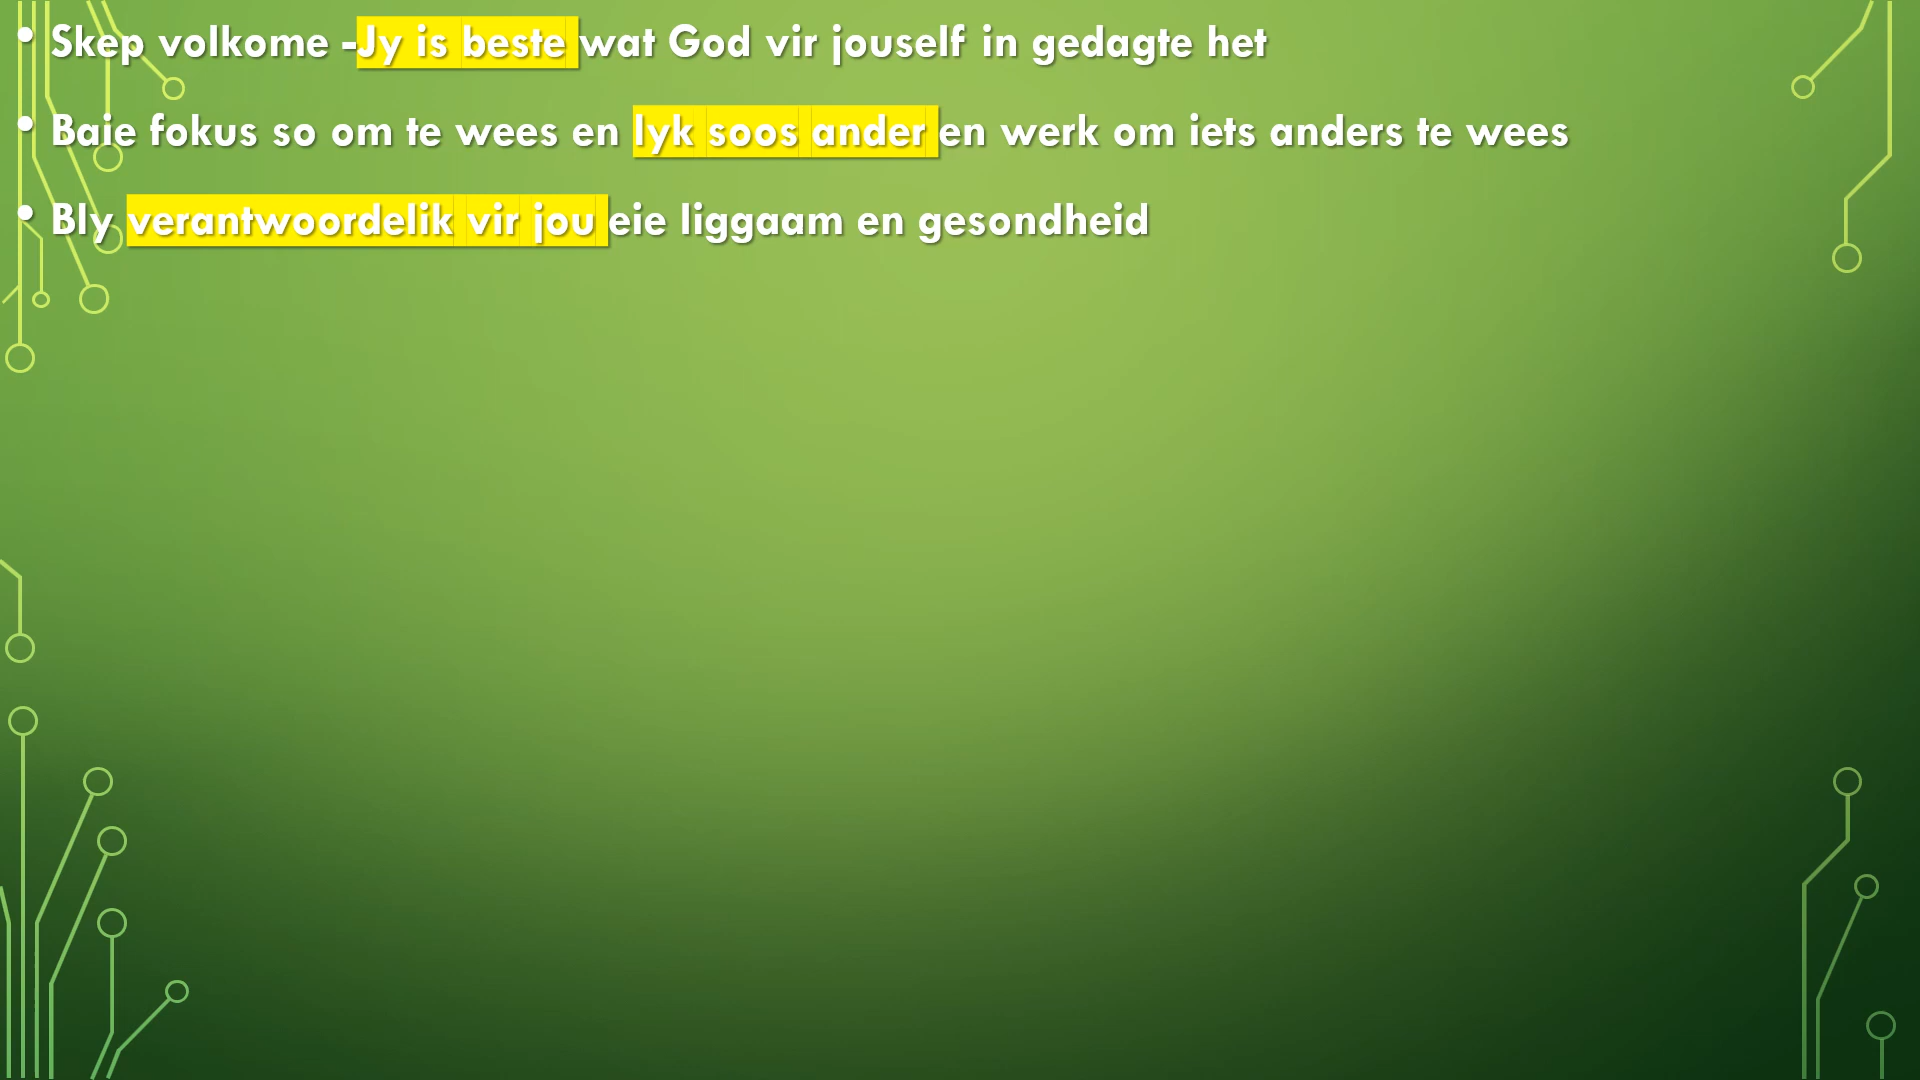 • Skep volkome -Jy is beste wat God vir jouself in gedagte het
• Baie fokus so om te wees en lyk soos ander en werk om iets anders te wees
• Bly verantwoordelik vir jou eie liggaam en gesondheid